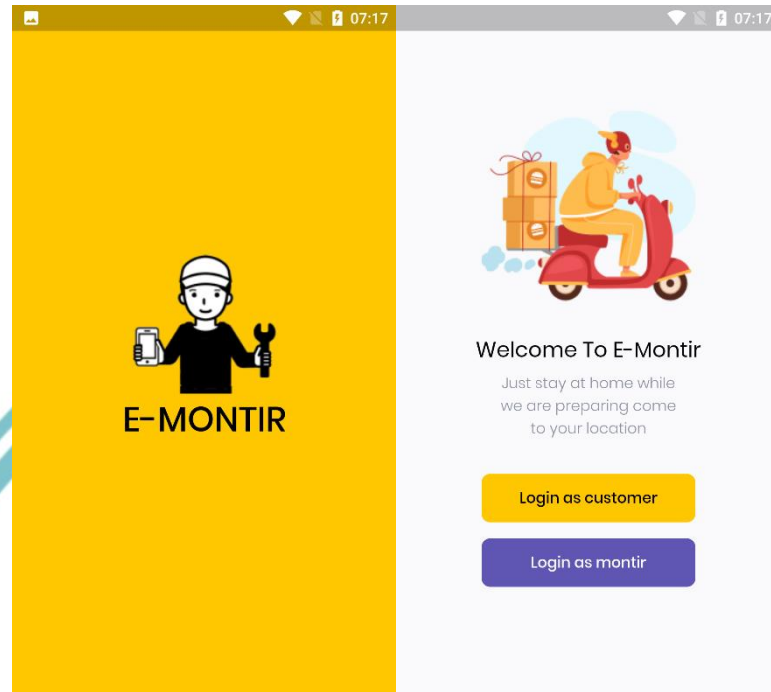 07:17
E-MONTIR
07:17
Welcome To E-Montir
Just stay at home while
we are preparing come
to your location
Login as customer
Login as montir